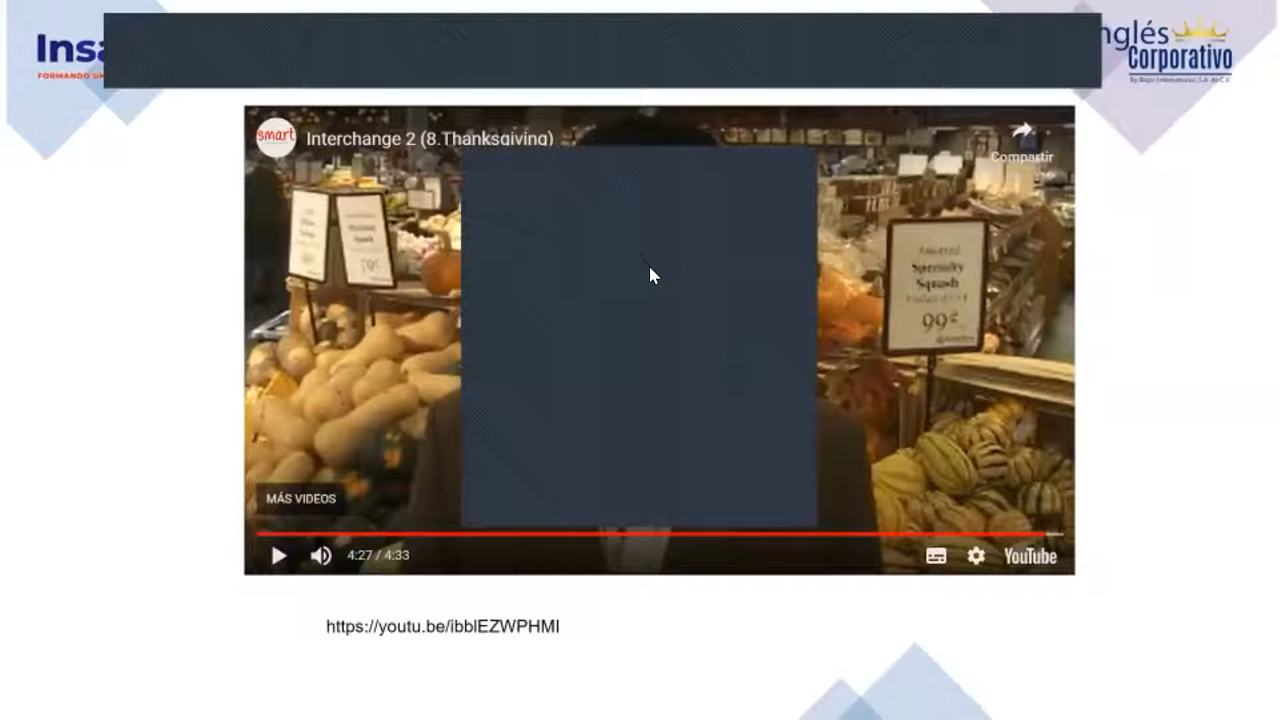 Insa
FORMANDO UN
nglés
Corporativo
smart
Interchange 2 (8.Thanksgiving)
Compartir
Specialty
Squash
99¢
MÁS VIDEOS
4:27 / 4:33
YouTube
https://youtu.be/ibblEZWPHMI